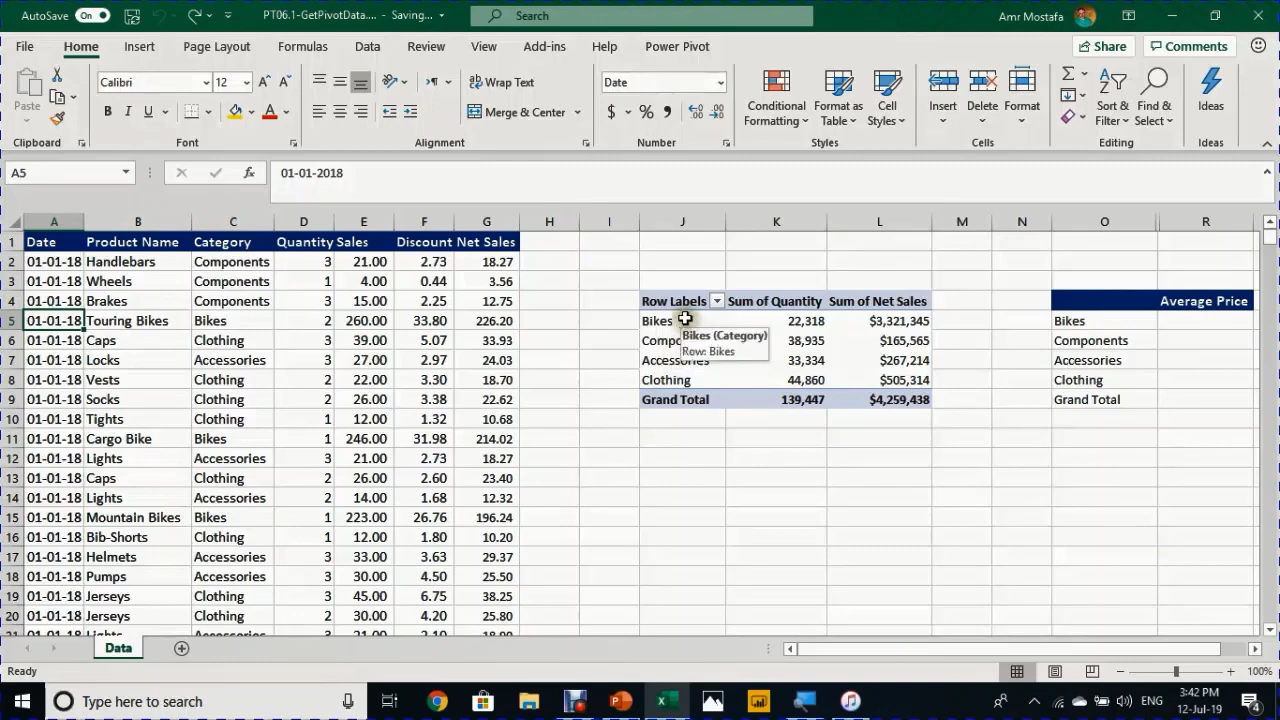 AutoSave On PT06.1-GetPivotData.... - Saving... Search Amr Mostafa
File Home Insert Page Layout Formulas Data Review View Add-ins Help Power Pivot Share Comments
Paste Calibri 12 A A Wrap Text Date Conditional Formatting Format as Table Cell Styles Insert Delete Format Sort & Filter Find & Select Ideas
B I U A Merge & Center $ %
Clipboard Font Alignment Number Styles Cells Editing Ideas
A5 fx 01-01-2018
A B C D E F G H I J K L M N O R
1 Date Product Name Category Quantity Sales Discount Net Sales
2 01-01-18 Handlebars Components 3 21.00 2.73 18.27
3 01-01-18 Wheels Components 1 4.00 0.44 3.56
4 01-01-18 Brakes Components 3 15.00 2.25 12.75 Row Labels Sum of Quantity Sum of Net Sales Average Price
5 01-01-18 Touring Bikes Bikes 2 260.00 33.80 226.20 Bikes 22,318 $3,321,345 Bikes
Bikes (Category)
6 01-01-18 Caps Clothing 3 39.00 5.07 33.93 Compo 38,935 $165,565 Components
Row: Bikes
7 01-01-18 Locks Accessories 3 27.00 2.97 24.03 Accessories 33,334 $267,214 Accessories
8 01-01-18 Vests Clothing 2 22.00 3.30 18.70 Clothing 44,860 $505,314 Clothing
9 01-01-18 Socks Clothing 2 26.00 3.38 22.62 Grand Total 139,447 $4,259,438 Grand Total
10 01-01-18 Tights Clothing 3 12.00 1.32 10.68
11 01-01-18 Cargo Bike Bikes 1 246.00 31.98 214.02
12 01-01-18 Lights Accessories 3 21.00 2.73 18.27
13 01-01-18 Caps Clothing 2 26.00 2.60 23.40
14 01-01-18 Lights Accessories 2 14.00 1.68 12.32
15 01-01-18 Mountain Bikes Bikes 1 223.00 26.76 196.24
16 01-01-18 Bib-Shorts Clothing 1 12.00 1.80 10.20
17 01-01-18 Helmets Accessories 3 33.00 3.63 29.37
18 01-01-18 Pumps Accessories 3 30.00 4.50 25.50
19 01-01-18 Jerseys Clothing 3 45.00 6.75 38.25
20 01-01-18 Jerseys Clothing 2 30.00 4.20 25.80
21 01-01-18 Lights Accessories 3 21.00 2.10 18.90
Data
Ready 100%
Type here to search ENG 3:42 PM
12-Jul-19 4